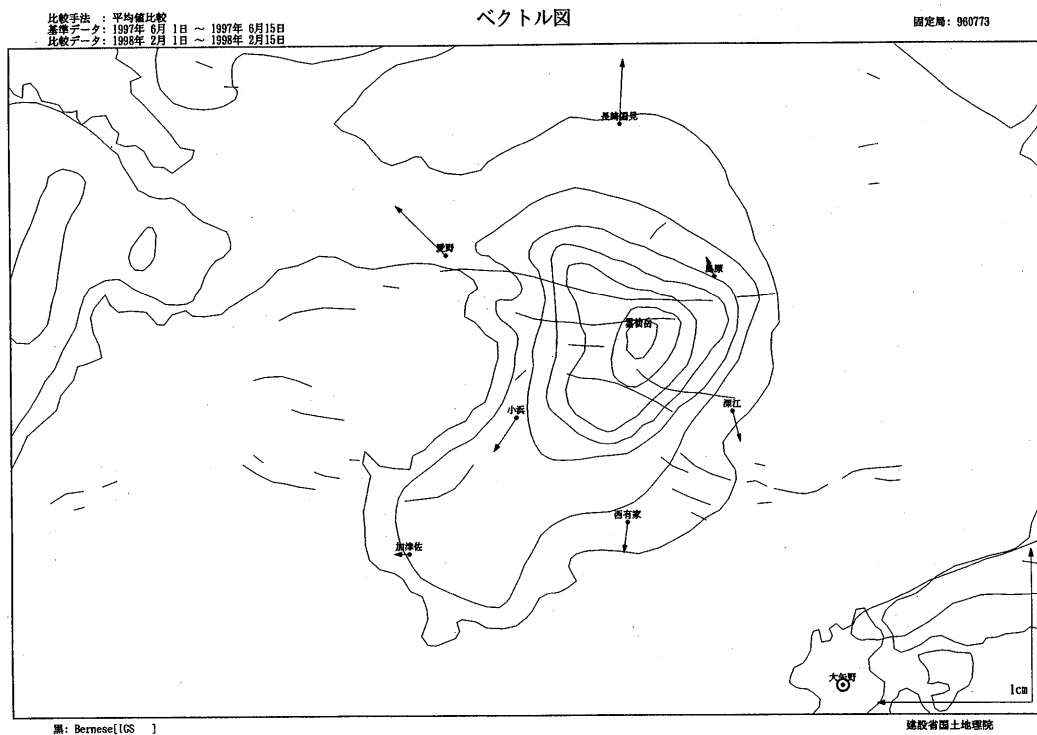 比較手法 : 平均値比較
基準データ: 1997年 6月 1日 ～ 1997年 6月15日
比較データ: 1998年 2月 1日 ～ 1998年 2月15日
ベクトル図
固定局: 960773
長崎国見
愛野
島原
雲仙岳
小浜
深江
西有家
加津佐
大矢野
1cm
黒: Bernese[IGS ]
建設省国土地理院